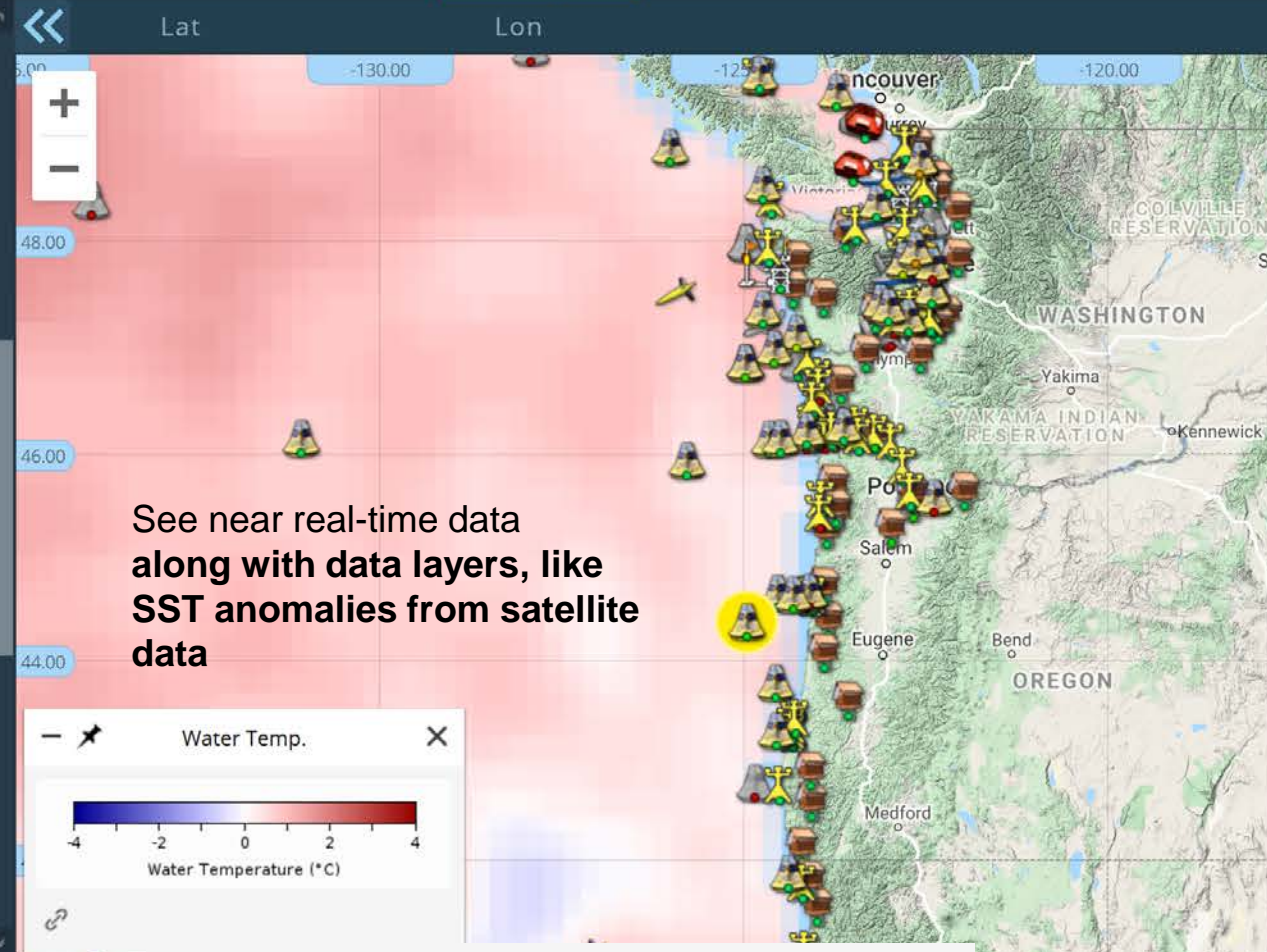 Lat Lon
-130.00
-120.00
+
−
48.00
COLVILLE
RESERVATION
WASHINGTON
Yakima
YAKAMA INDIAN
RESERVATION
Kennewick
46.00
See near real-time data
along with data layers, like
SST anomalies from satellite
data
Salem
Eugene
Bend
44.00
OREGON
Water Temp.
-4 -2 0 2 4
Water Temperature (°C)
Medford